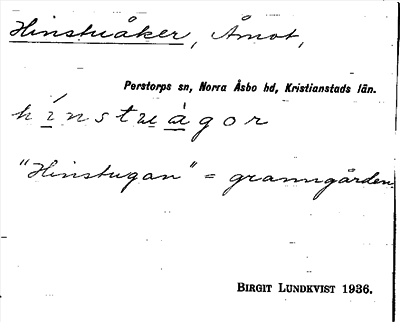 Hinstuåker, Åmot,
Perstorps sn, Norra Åsbo hd, Kristianstads län.
hinstuågor
"Hinstugan" = granngården.
BIRGIT LUNDKVIST 1936.